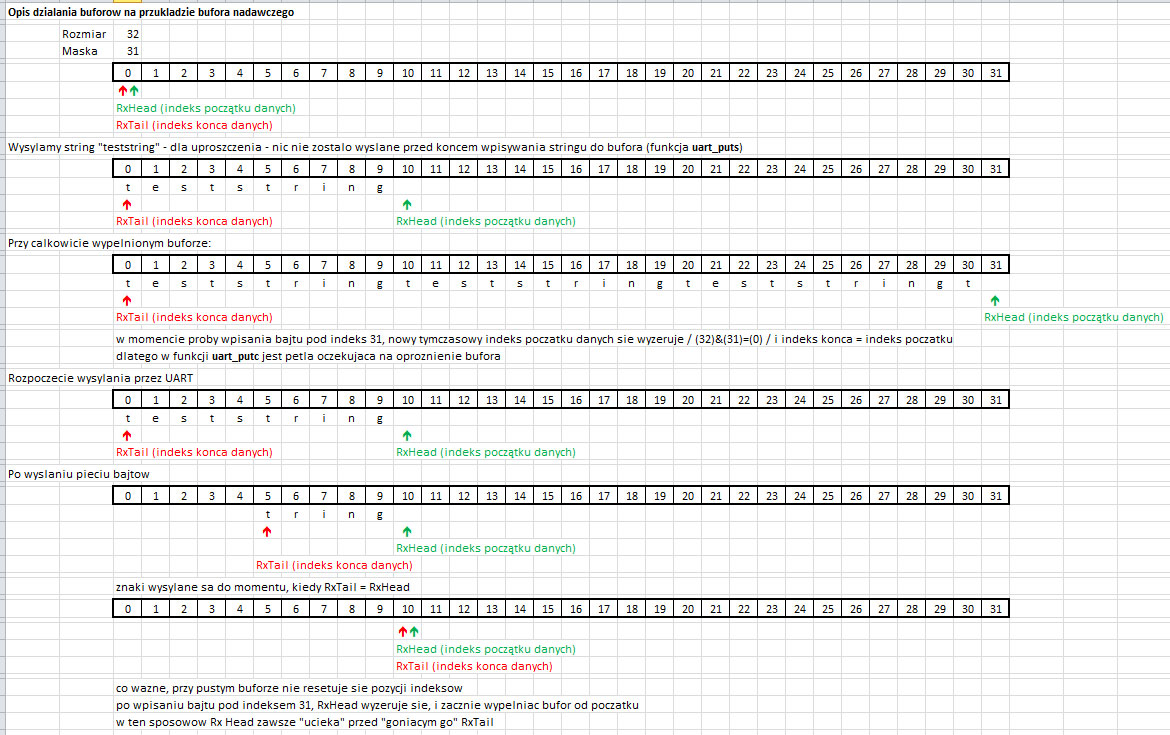 Opis dzialania buforow na przukladzie bufora nadawczego
Rozmiar 32
Maska 31
0 1 2 3 4 5 6 7 8 9 10 11 12 13 14 15 16 17 18 19 20 21 22 23 24 25 26 27 28 29 30 31
RxHead (indeks początku danych)
RxTail (indeks konca danych)
Wysylamy string "teststring" - dla uproszczenia - nic nie zostalo wyslane przed koncem wpisywania stringu do bufora (funkcja uart_puts)
0 1 2 3 4 5 6 7 8 9 10 11 12 13 14 15 16 17 18 19 20 21 22 23 24 25 26 27 28 29 30 31
t e s t s t r i n g
RxTail (indeks konca danych) RxHead (indeks początku danych)
Przy calkowicie wypelnionym buforze:
0 1 2 3 4 5 6 7 8 9 10 11 12 13 14 15 16 17 18 19 20 21 22 23 24 25 26 27 28 29 30 31
t e s t s t r i n g t e s t s t r i n g t e s t s t r i n g t
RxTail (indeks konca danych) RxHead (indeks początku danych)
w momencie proby wpisania bajtu pod indeks 31, nowy tymczasowy indeks poczatku danych sie wyzeruje / (32)&(31)=(0) / i indeks konca = indeks poczatku
dlatego w funkcji uart_putc jest petla oczekujaca na oproznienie bufora
Rozpoczecie wysylania przez UART
0 1 2 3 4 5 6 7 8 9 10 11 12 13 14 15 16 17 18 19 20 21 22 23 24 25 26 27 28 29 30 31
t e s t s t r i n g
RxTail (indeks konca danych) RxHead (indeks początku danych)
Po wyslaniu pieciu bajtow
0 1 2 3 4 5 6 7 8 9 10 11 12 13 14 15 16 17 18 19 20 21 22 23 24 25 26 27 28 29 30 31
t r i n g
RxHead (indeks początku danych)
RxTail (indeks konca danych)
znaki wysylane sa do momentu, kiedy RxTail = RxHead
0 1 2 3 4 5 6 7 8 9 10 11 12 13 14 15 16 17 18 19 20 21 22 23 24 25 26 27 28 29 30 31
RxHead (indeks początku danych)
RxTail (indeks konca danych)
co wazne, przy pustym buforze nie resetuje sie pozycji indeksow
po wpisaniu bajtu pod indeksem 31, RxHead wyzeruje sie, i zacznie wypelniac bufor od poczatku
w ten sposowow Rx Head zawsze "ucieka" przed "goniacym go" RxTail